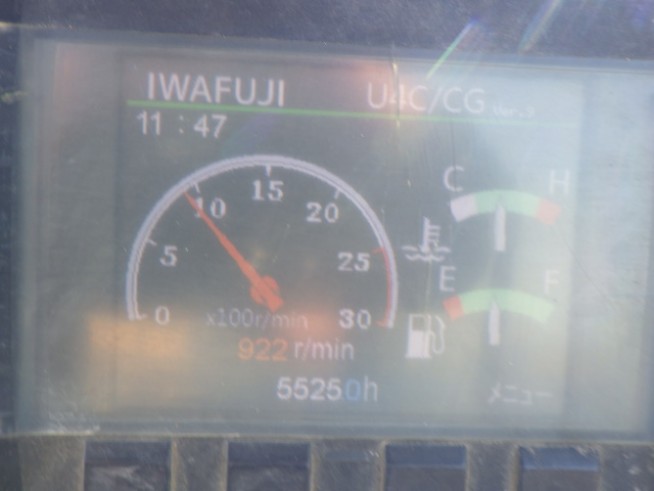 IWAFUJI U4C/CG
11:47
C H
15
10 20
5 25
E F
0 x100r/min 30
922 r/min
55250h メニュー